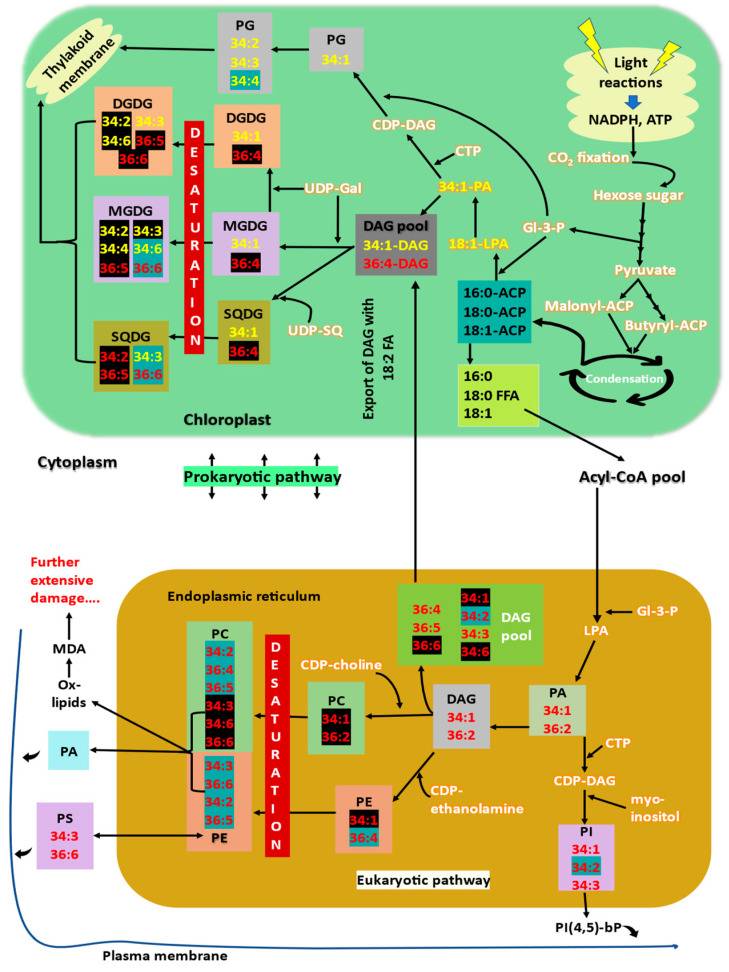 PG
34:2
34:3
34:4
PG
34:1
Thylakoid
membrane
Light
reactions
NADPH, ATP
CO2 fixation
Hexose sugar
Pyruvate
Malonyl-ACP
Butyryl-ACP
Condensation
DGDG
34:2 34:3
34:6 36:5
36:6
DGDG
34:1
36:4
MGDG
34:2 34:3
34:4 34:6
36:5 36:6
MGDG
34:1
36:4
SQDG
34:2 34:3
36:5 36:6
SQDG
34:1
36:4
DESATURATION
UDP-Gal
UDP-SQ
CDP-DAG
CTP
34:1-PA
18:1-LPA
Gl-3-P
DAG pool
34:1-DAG
36:4-DAG
16:0-ACP
18:0-ACP
18:1-ACP
16:0
18:0 FFA
18:1
Export of DAG with
18:2 FA
Chloroplast
Cytoplasm
Prokaryotic pathway
Acyl-CoA pool
Further
extensive
damage....
MDA
Ox-
lipids
PA
PS
34:3
36:6
Endoplasmic reticulum
PC
34:2
36:4
36:5
34:3
34:6
36:6
34:3
36:6
34:2
36:5
PE
DESATURATION
CDP-choline
PC
34:1
36:2
PE
34:1
36:4
CDP-
ethanolamine
36:4
36:5
36:6
34:1
34:2
34:3
34:6
DAG
pool
DAG
34:1
36:2
LPA
Gl-3-P
PA
34:1
36:2
CTP
CDP-DAG
myo-
inositol
PI
34:1
34:2
34:3
Eukaryotic pathway
PI(4,5)-bP
Plasma membrane